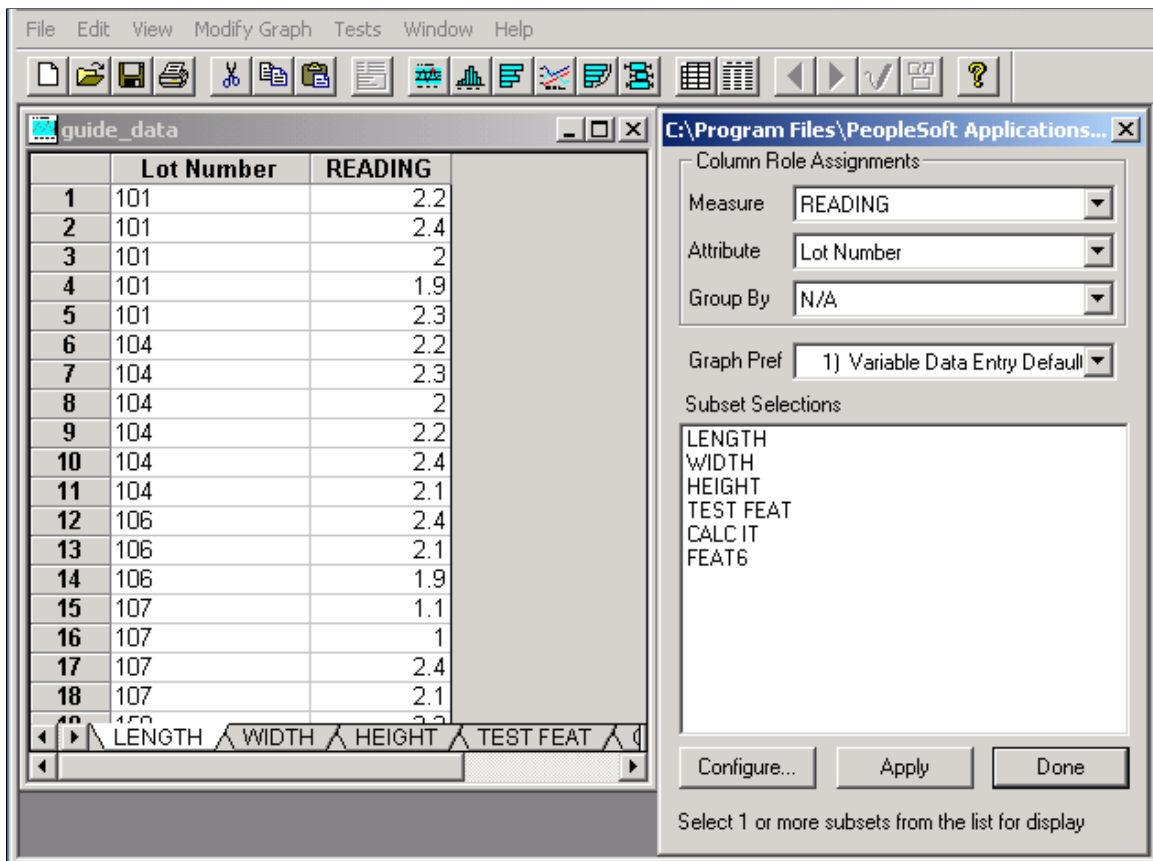 File Edit View Modify Graph Tests Window Help
guide_data
Lot Number READING
1 101 2.2
2 101 2.4
3 101 2
4 101 1.9
5 101 2.3
6 104 2.2
7 104 2.3
8 104 2
9 104 2.2
10 104 2.4
11 104 2.1
12 106 2.4
13 106 2.1
14 106 1.9
15 107 1.1
16 107 1
17 107 2.4
18 107 2.1
LENGTH WIDTH HEIGHT TEST FEAT
C:\Program Files\PeopleSoft Applications...
Column Role Assignments
Measure READING
Attribute Lot Number
Group By N/A
Graph Pref 1) Variable Data Entry Default
Subset Selections
LENGTH
WIDTH
HEIGHT
TEST FEAT
CALC IT
FEAT6
Configure... Apply Done
Select 1 or more subsets from the list for display